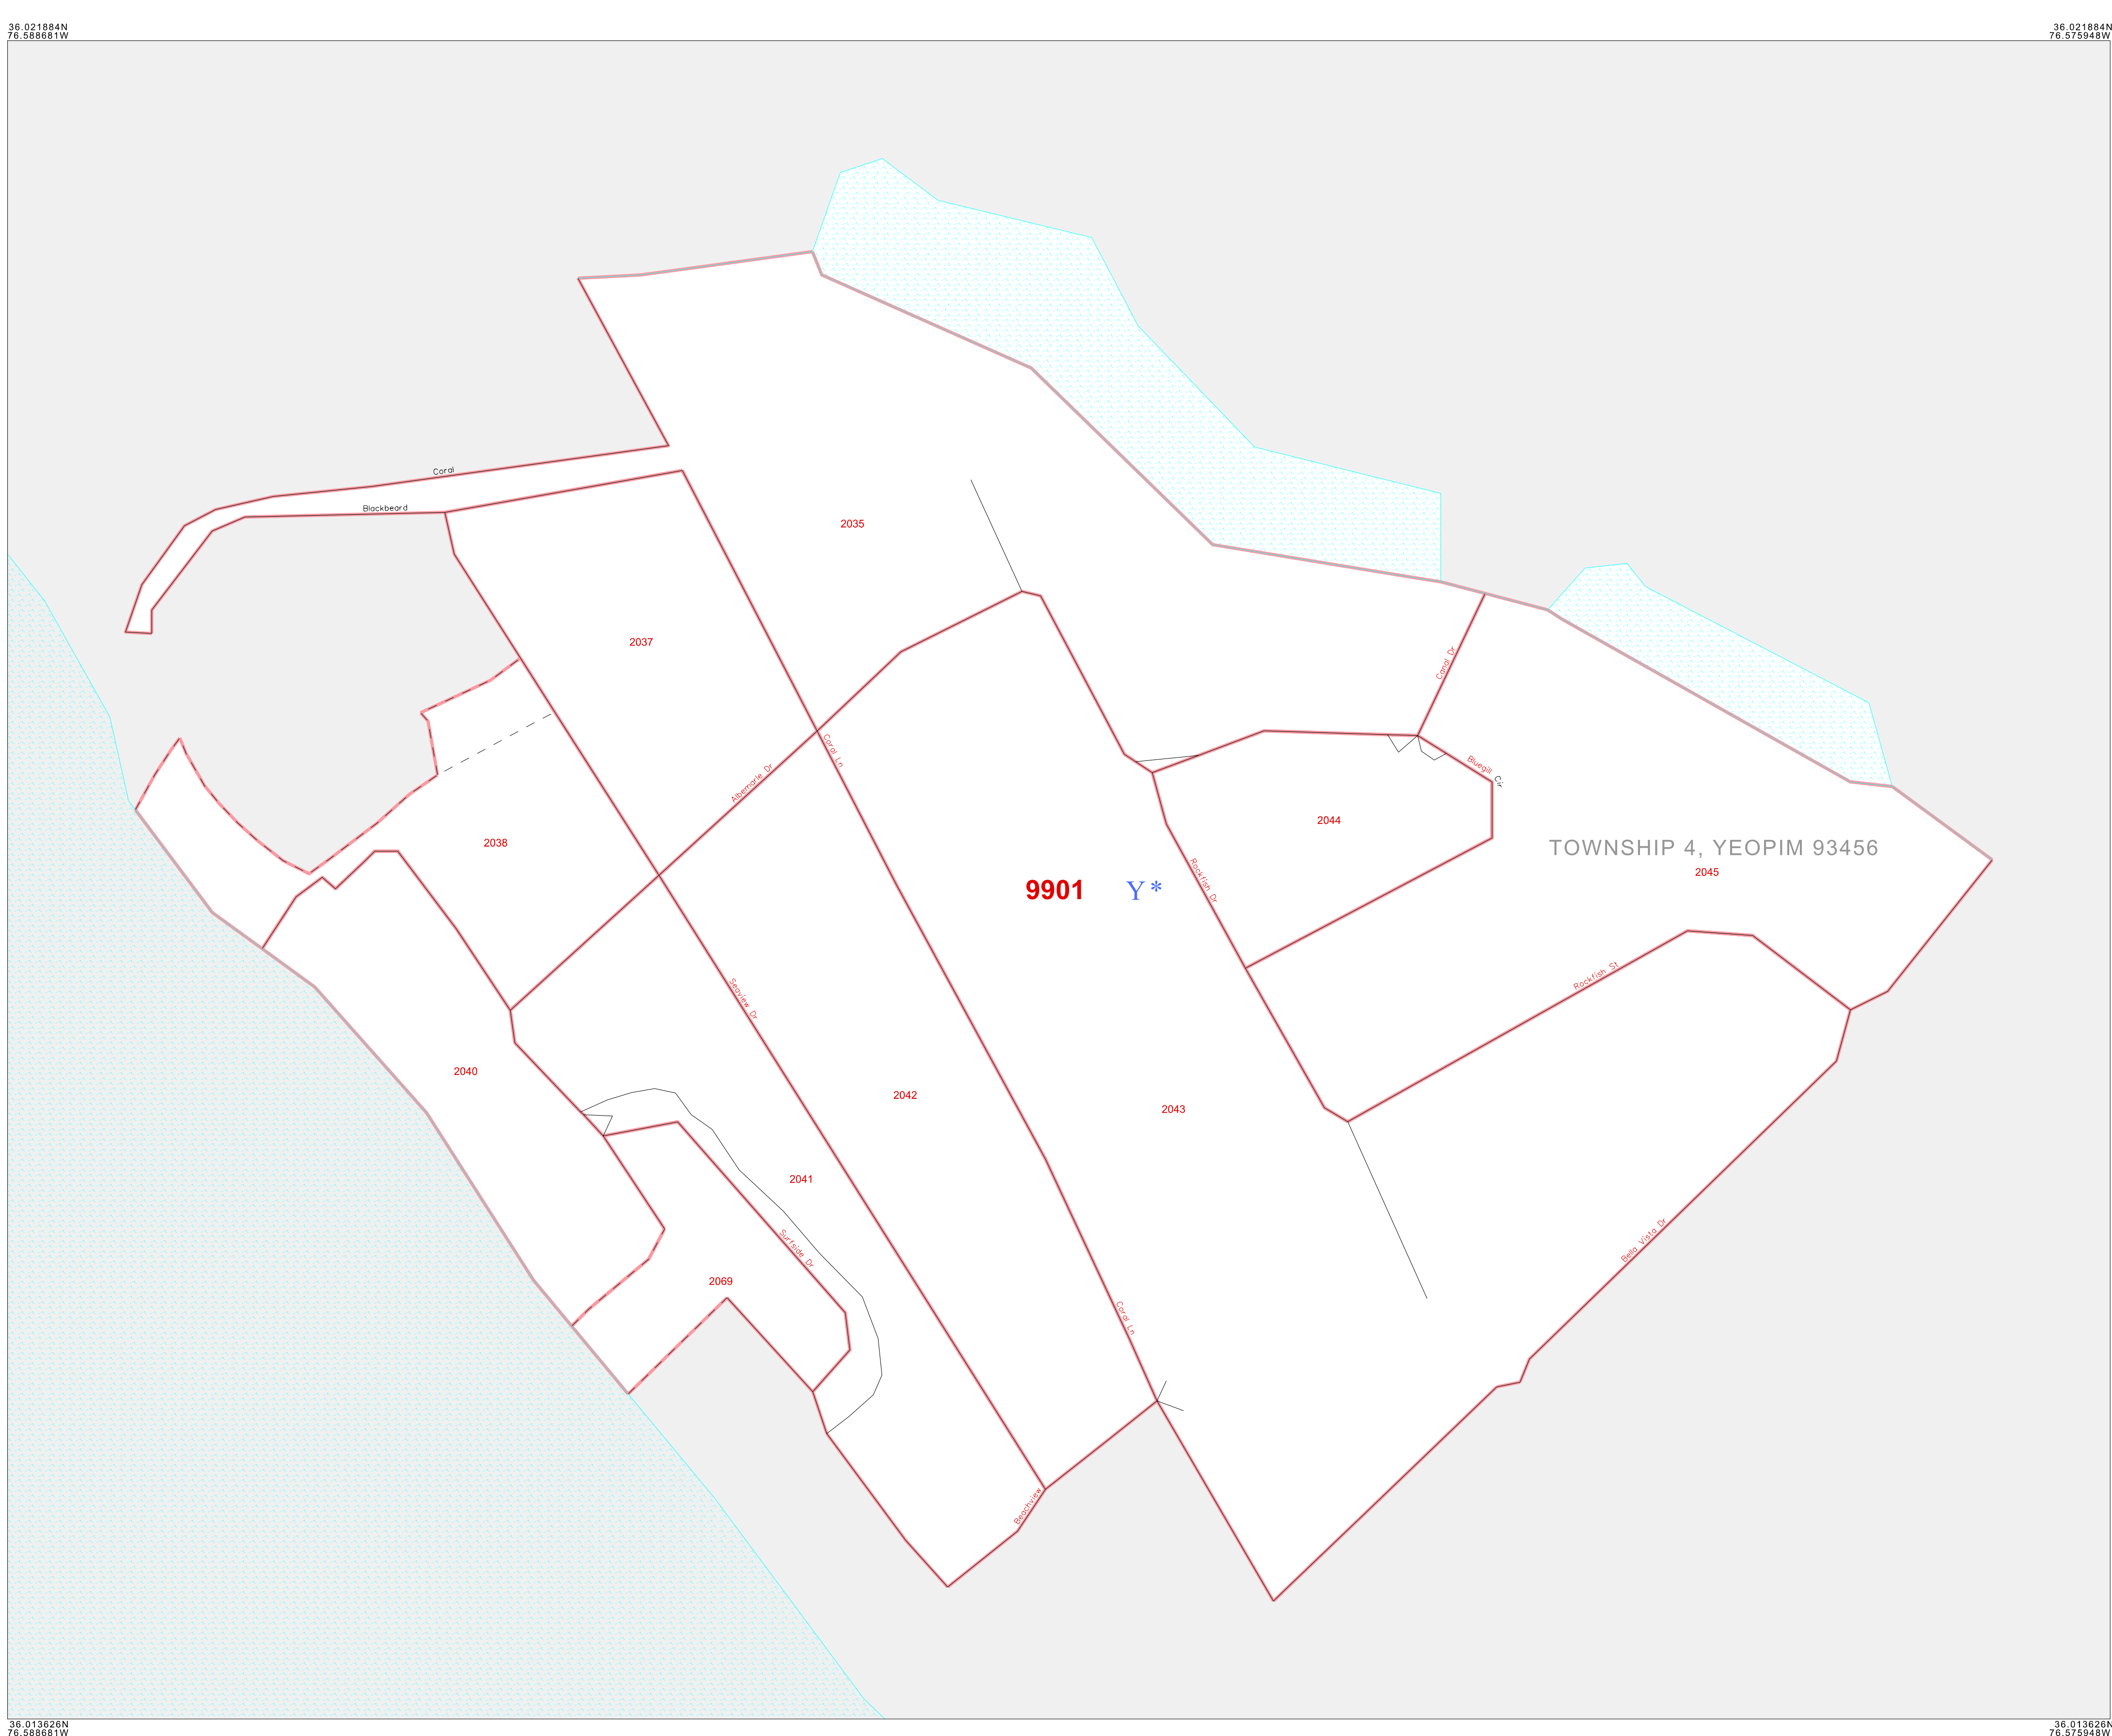 36.021884N
76.588681W
36.021884N
76.575948W
Coral
Blackbeard
2035
2037
Canal Dr
Coral Ln
Albemarle Dr
Bluegill
Cir
2044
2038
TOWNSHIP 4, YEOPIM 93456
2045
9901 Y*
Rockfish Dr
Rockfish St
Seaview Dr
2040
2042
2043
2041
Surfside Dr
Bella Vista Dr
2069
Coral Ln
Beachview
36.013626N
76.588681W
36.013626N
76.575948W